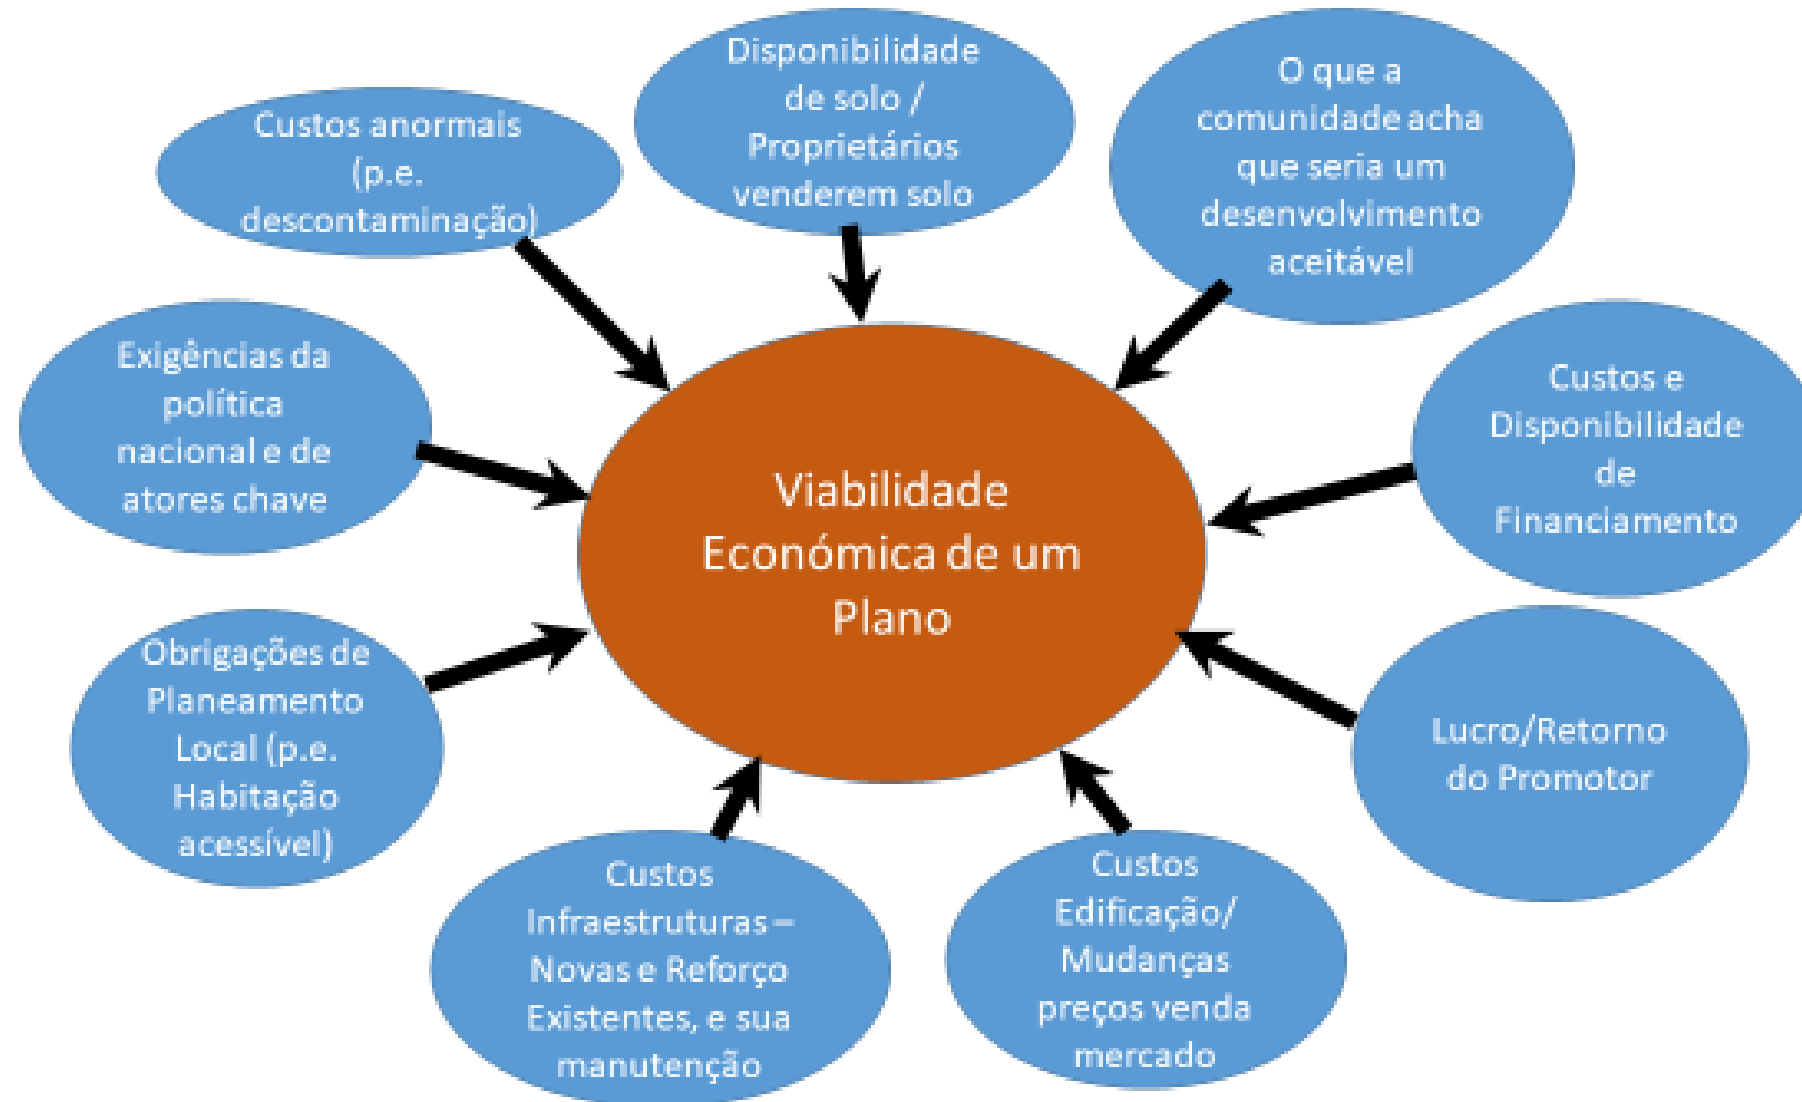 Disponibilidade
de solo /
Proprietários
venderem solo
O que a
comunidade acha
que seria um
desenvolvimento
aceitável
Custos e
Disponibilidade
de
Financiamento
Lucro/Retorno
do Promotor
Custos
Edificação/
Mudanças
preços venda
mercado
Custos
Infraestruturas –
Novas e Reforço
Existentes, e sua
manutenção
Obrigações de
Planeamento
Local (p.e.
Habitação
acessível)
Exigências da
política
nacional e de
atores chave
Custos anormais
(p.e.
descontaminação)
Viabilidade
Económica de um
Plano